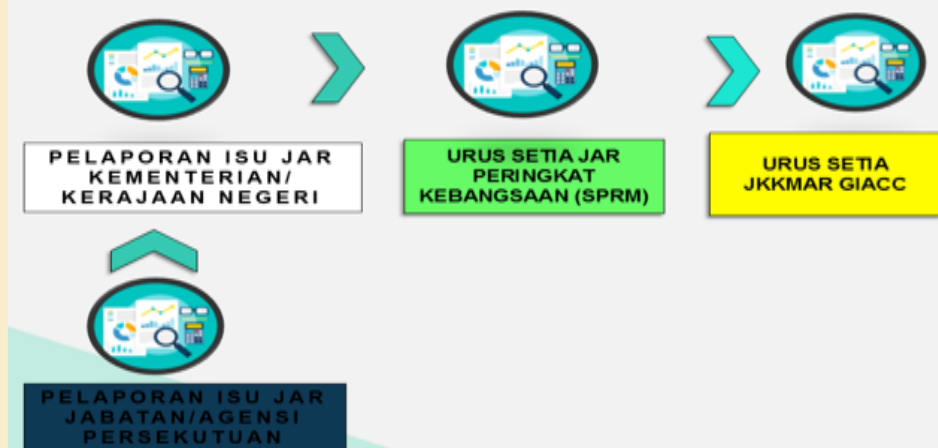 PELAPORAN ISU JAR
KEMENTERIAN/
KERAJAAN NEGERI
URUS SETIA JAR
PERINGKAT
KEBANGSAAN (SPRM)
URUS SETIA
JKKMAR GIACC
PELAPORAN ISU JAR
JABATAN/AGENSI
PERSEKUTUAN